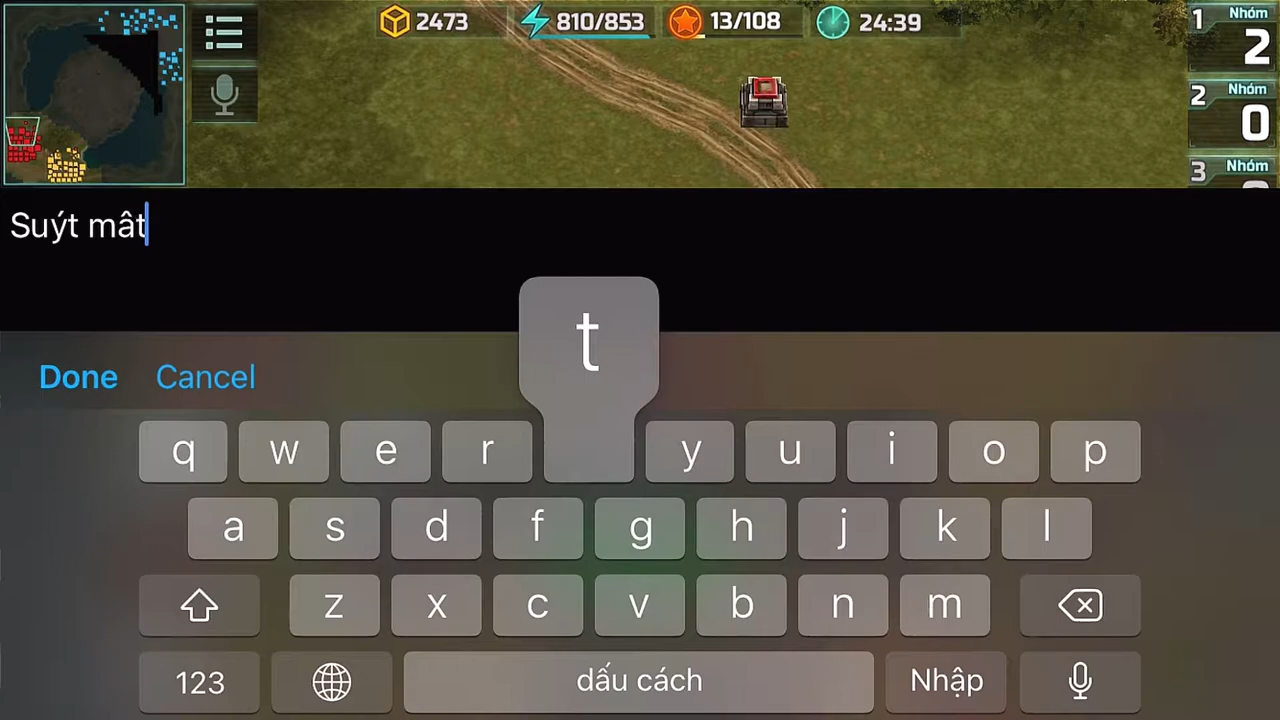 2473
810/853
13/108
24:39
1 Nhóm
2
2 Nhóm
0
3 Nhóm
Suýt mât
t
Done Cancel
q w e r y u i o p
a s d f g h j k l
z x c v b n m
123 dấu cách Nhập